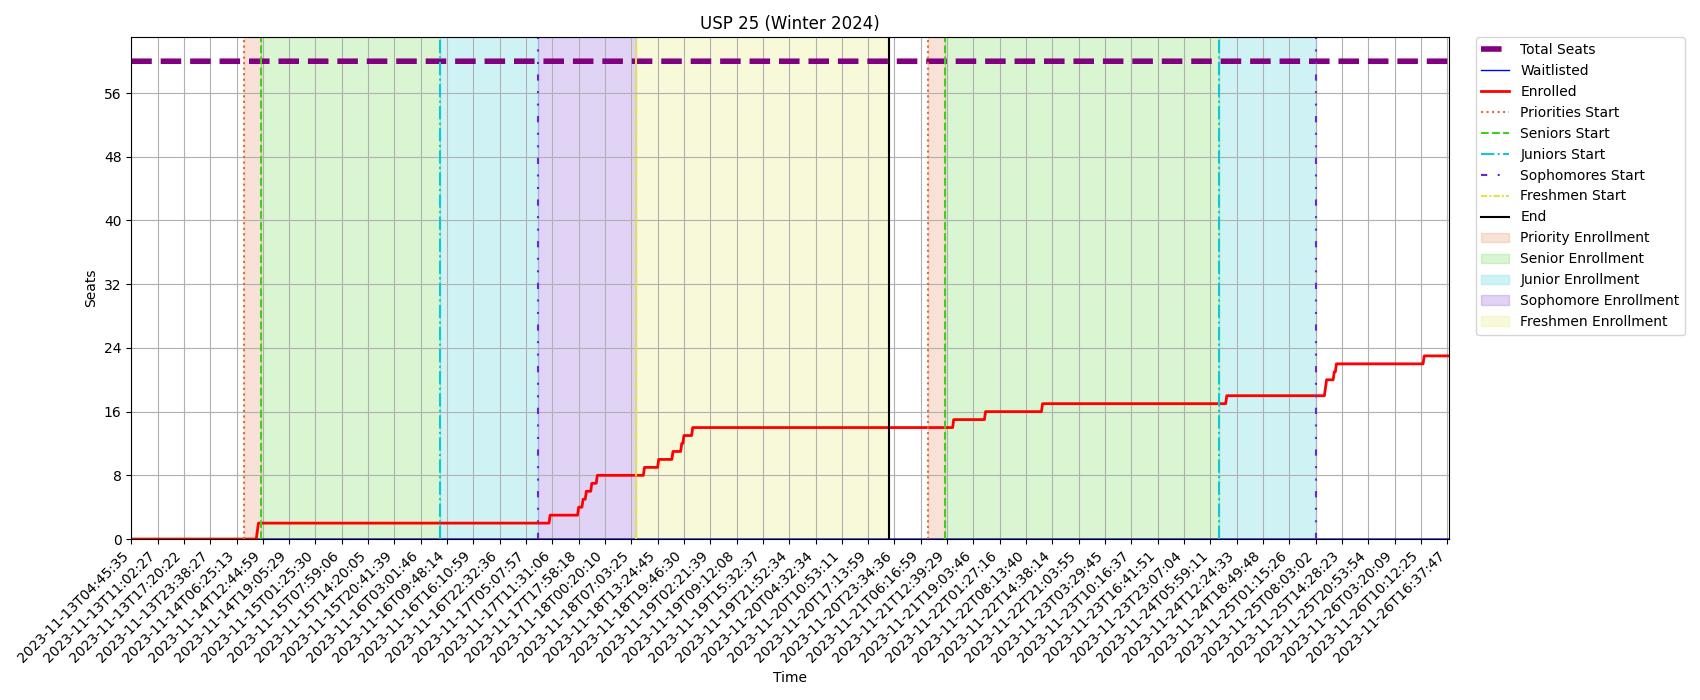 USP 25 (Winter 2024)
Seats
56
48
40
32
24
16
8
0
2023-11-13T04:45:35
2023-11-13T11:02:27
2023-11-13T17:20:22
2023-11-13T23:38:27
2023-11-14T06:25:13
2023-11-14T12:44:59
2023-11-14T19:05:29
2023-11-15T01:25:30
2023-11-15T07:59:06
2023-11-15T14:20:05
2023-11-15T20:41:39
2023-11-16T03:01:46
2023-11-16T09:48:14
2023-11-16T16:10:59
2023-11-16T22:32:36
2023-11-17T05:07:57
2023-11-17T11:31:06
2023-11-17T17:58:18
2023-11-18T00:20:10
2023-11-18T07:03:25
2023-11-18T13:24:45
2023-11-18T19:46:30
2023-11-19T02:21:39
2023-11-19T09:12:08
2023-11-19T15:32:37
2023-11-19T21:52:34
2023-11-20T04:32:34
2023-11-20T10:53:11
2023-11-20T17:13:59
2023-11-20T23:34:36
2023-11-21T06:16:59
2023-11-21T12:39:29
2023-11-21T19:03:46
2023-11-22T01:27:16
2023-11-22T08:13:40
2023-11-22T14:38:14
2023-11-22T21:03:55
2023-11-23T03:29:45
2023-11-23T10:16:37
2023-11-23T16:41:51
2023-11-23T23:07:04
2023-11-24T05:59:11
2023-11-24T12:24:33
2023-11-24T18:49:48
2023-11-25T01:15:26
2023-11-25T08:03:02
2023-11-25T14:28:23
2023-11-25T20:53:54
2023-11-26T03:20:09
2023-11-26T10:12:25
2023-11-26T16:37:47
Time
Total Seats
Waitlisted
Enrolled
Priorities Start
Seniors Start
Juniors Start
Sophomores Start
Freshmen Start
End
Priority Enrollment
Senior Enrollment
Junior Enrollment
Sophomore Enrollment
Freshmen Enrollment